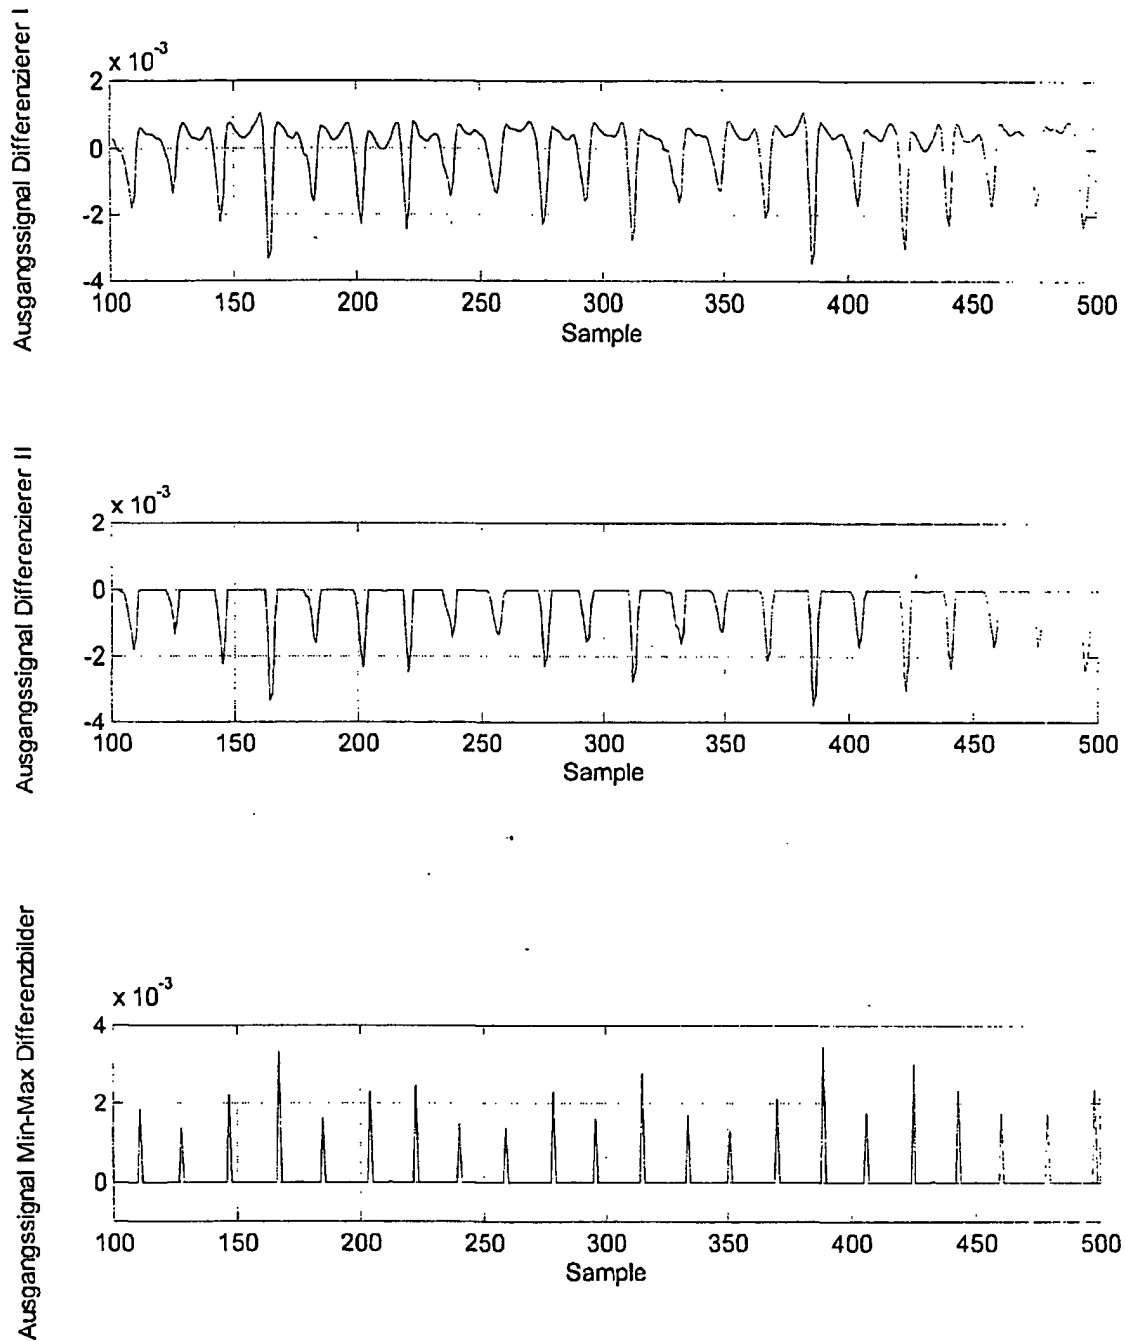 Ausgangssignal Differenzierer I
x 10-3
2
0
-2
-4
100 150 200 250 300 350 400 450 500
Sample
Ausgangssignal Differenzierer II
x 10-3
2
0
-2
-4
100 150 200 250 300 350 400 450 500
Sample
Ausgangssignal Min-Max Differenzbilder
x 10-3
4
2
0
100 150 200 250 300 350 400 450 500
Sample